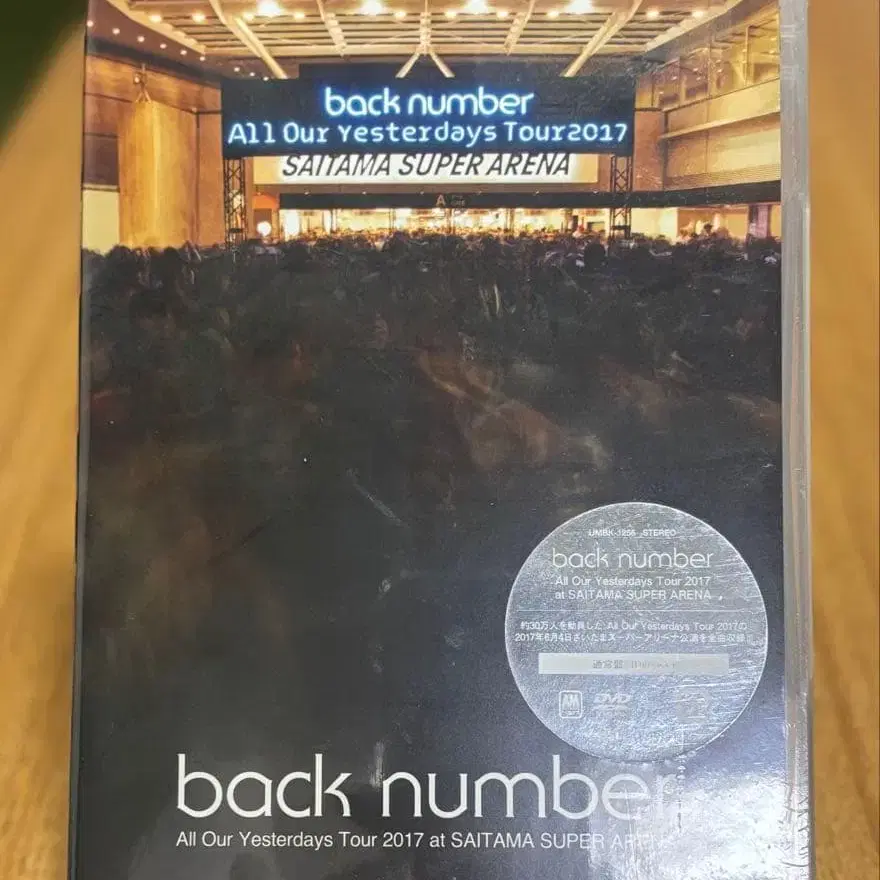 back number
All Our Yesterdays Tour2017
SAITAMA SUPER ARENA
A
UMBK-1256 STEREO
back number
All Our Yesterdays Tour 2017
at SAITAMA SUPER ARENA
約30万人を動員した All Our Yesterdays Tour 2017の
2017年6月4日さいたまスーパーアリーナ公演を全曲収録!!
通常盤
AM
DVD
back number
All Our Yesterdays Tour 2017 at SAITAMA SUPER ARENA